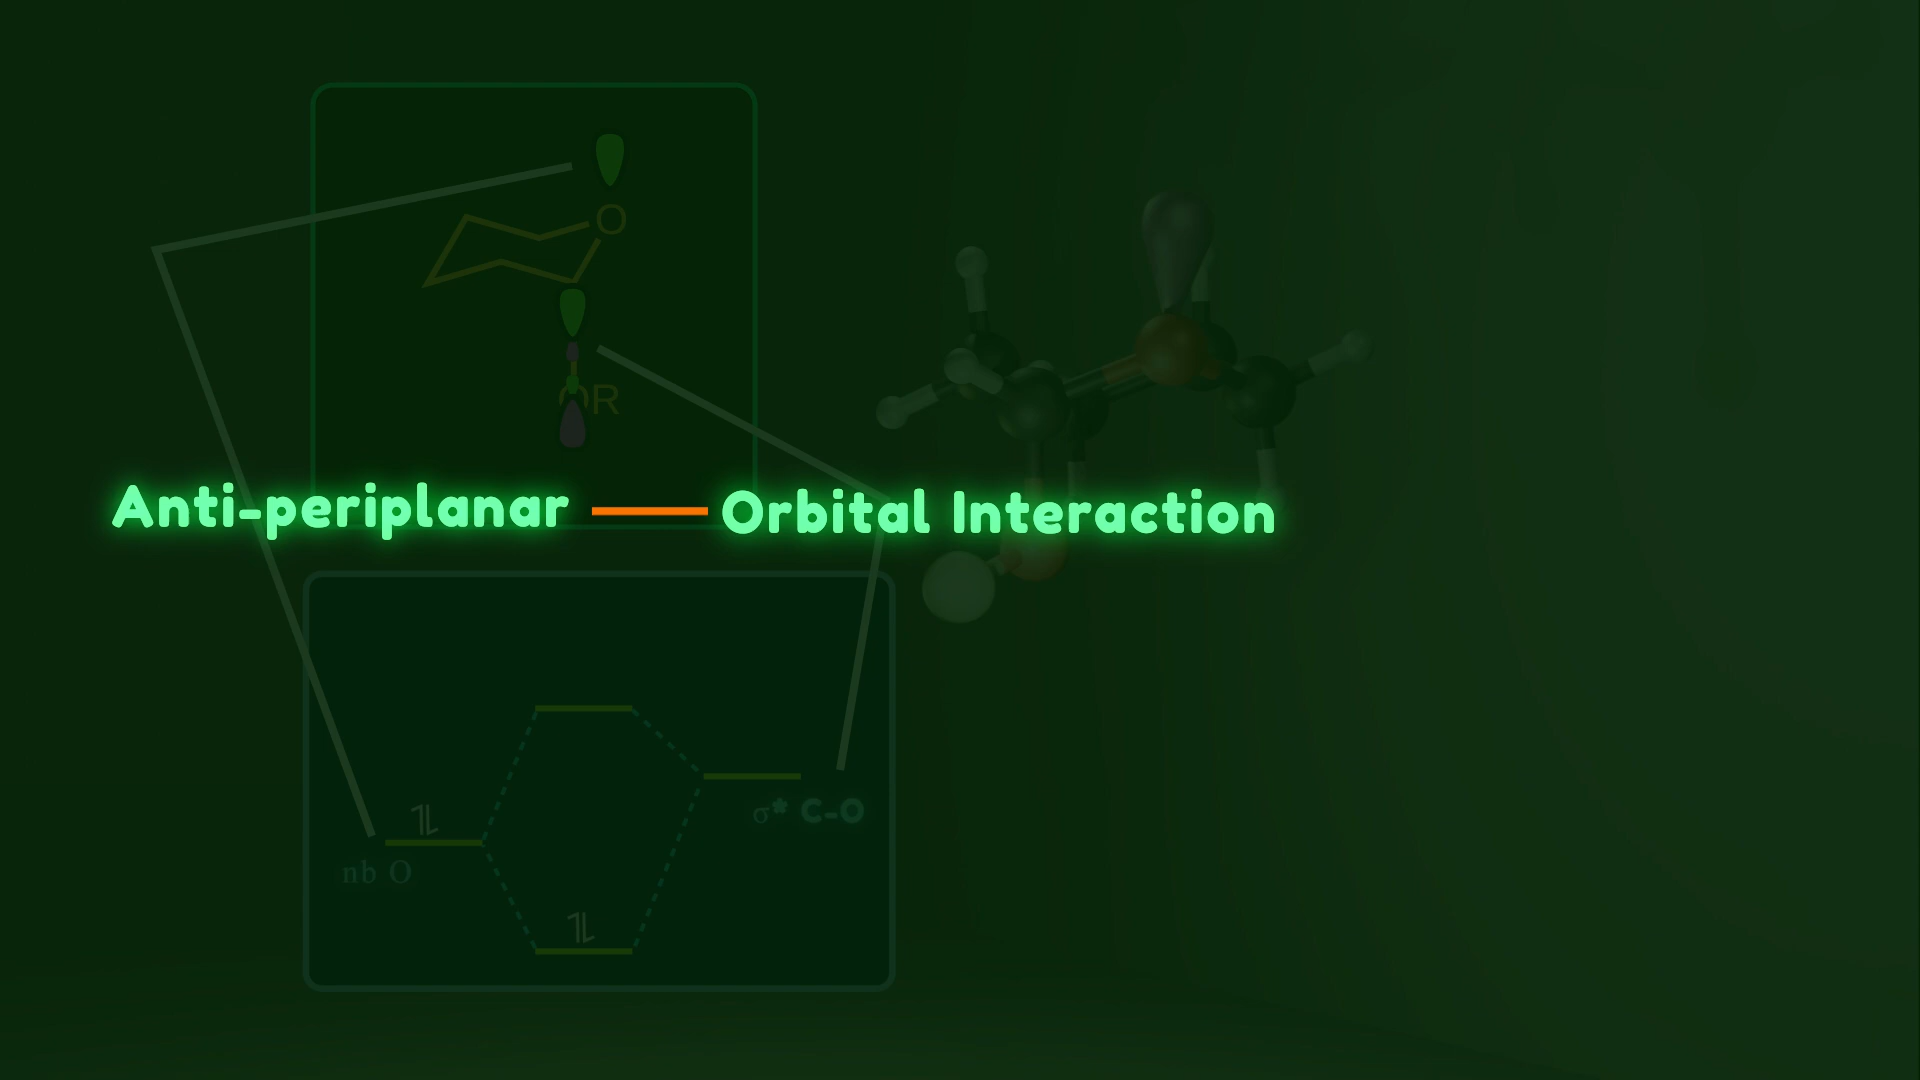 O
OR
Anti-periplanar — Orbital Interaction
σ* C-O
nb O